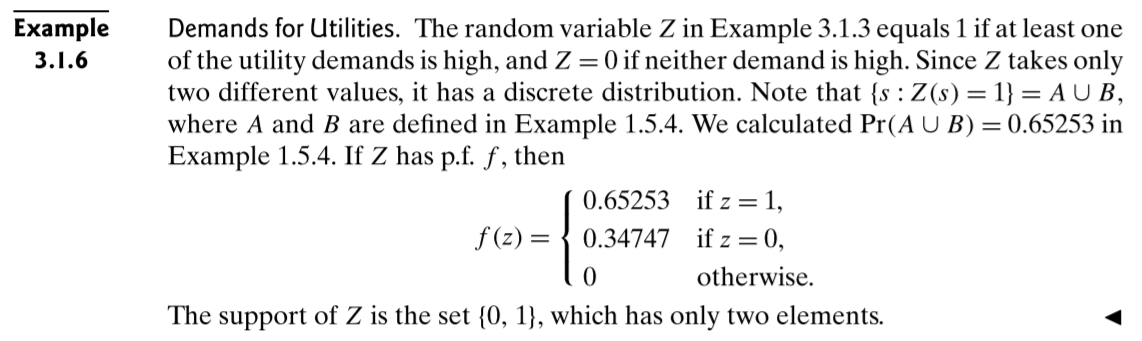 Example 3.1.6
Demands for Utilities. The random variable Z in Example 3.1.3 equals 1 if at least one
of the utility demands is high, and Z = 0 if neither demand is high. Since Z takes only
two different values, it has a discrete distribution. Note that {s : Z(s) = 1} = A ∪ B,
where A and B are defined in Example 1.5.4. We calculated Pr(A ∪ B) = 0.65253 in
Example 1.5.4. If Z has p.f. f, then
f(z) = { 0.65253 if z = 1,
0.34747 if z = 0,
0 otherwise.
The support of Z is the set {0, 1}, which has only two elements. ◄